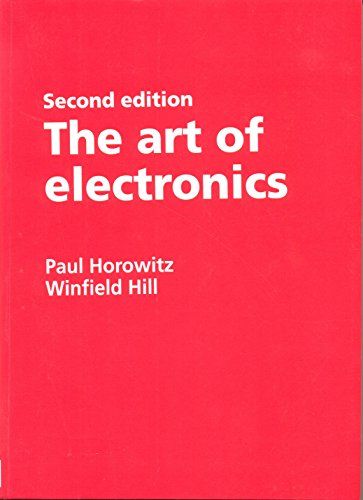 Second edition
The art of
electronics
Paul Horowitz
Winfield Hill